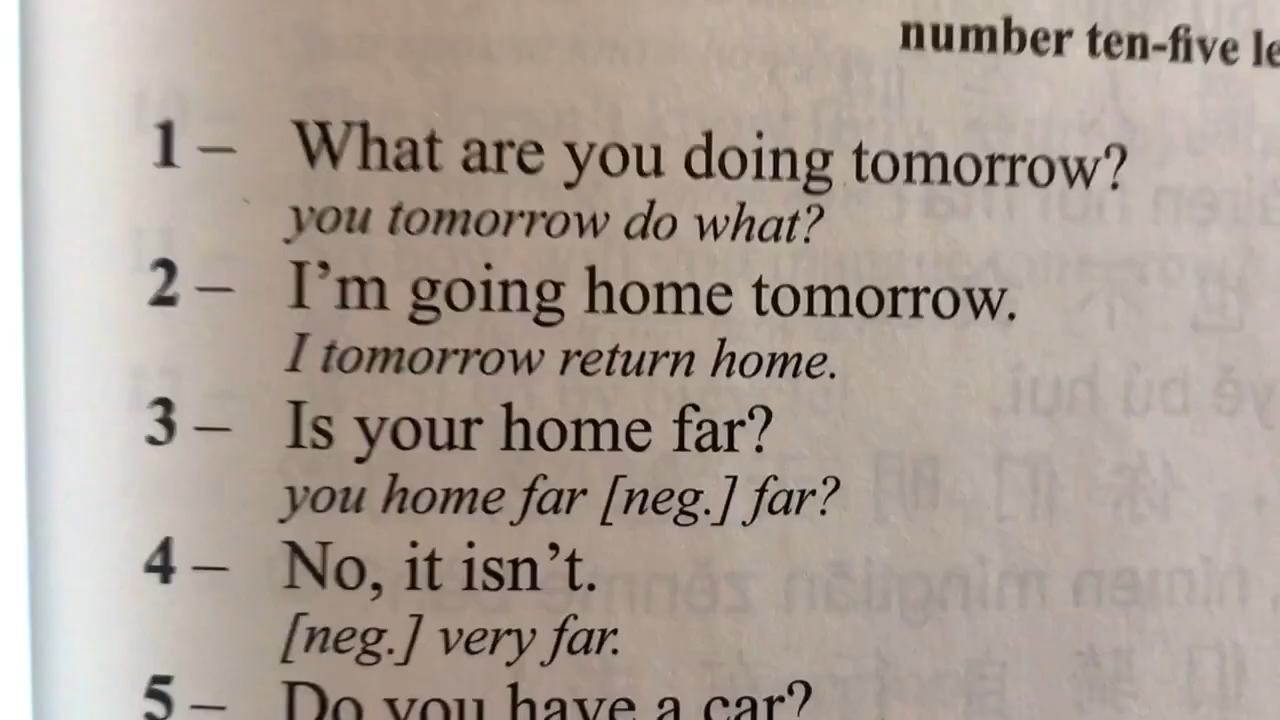 number ten-five le
1 – What are you doing tomorrow?
you tomorrow do what?
2 – I'm going home tomorrow.
I tomorrow return home.
3 – Is your home far?
you home far [neg.] far?
4 – No, it isn't.
[neg.] very far.
5 – Do you have a car?